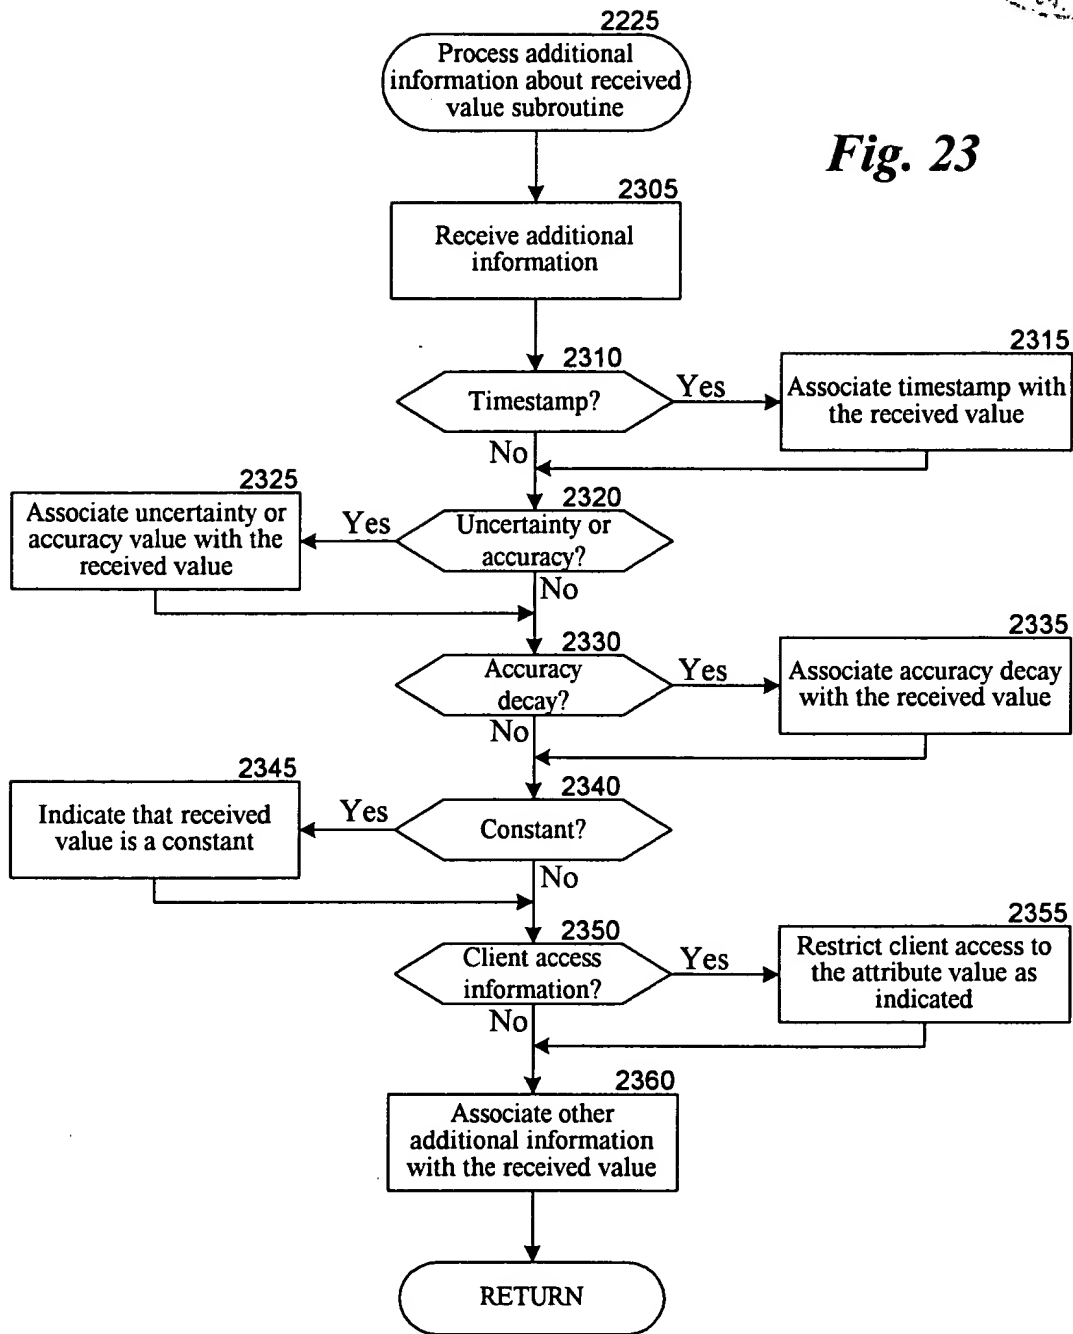 2225
Process additional
information about received
value subroutine
Fig. 23
2305
Receive additional
information
2310
Timestamp?
Yes
2315
Associate timestamp with
the received value
No
2320
Uncertainty or
accuracy?
Yes
2325
Associate uncertainty or
accuracy value with the
received value
No
2330
Accuracy
decay?
Yes
2335
Associate accuracy decay
with the received value
No
2340
Constant?
Yes
2345
Indicate that received
value is a constant
No
2350
Client access
information?
Yes
2355
Restrict client access to
the attribute value as
indicated
No
2360
Associate other
additional information
with the received value
RETURN